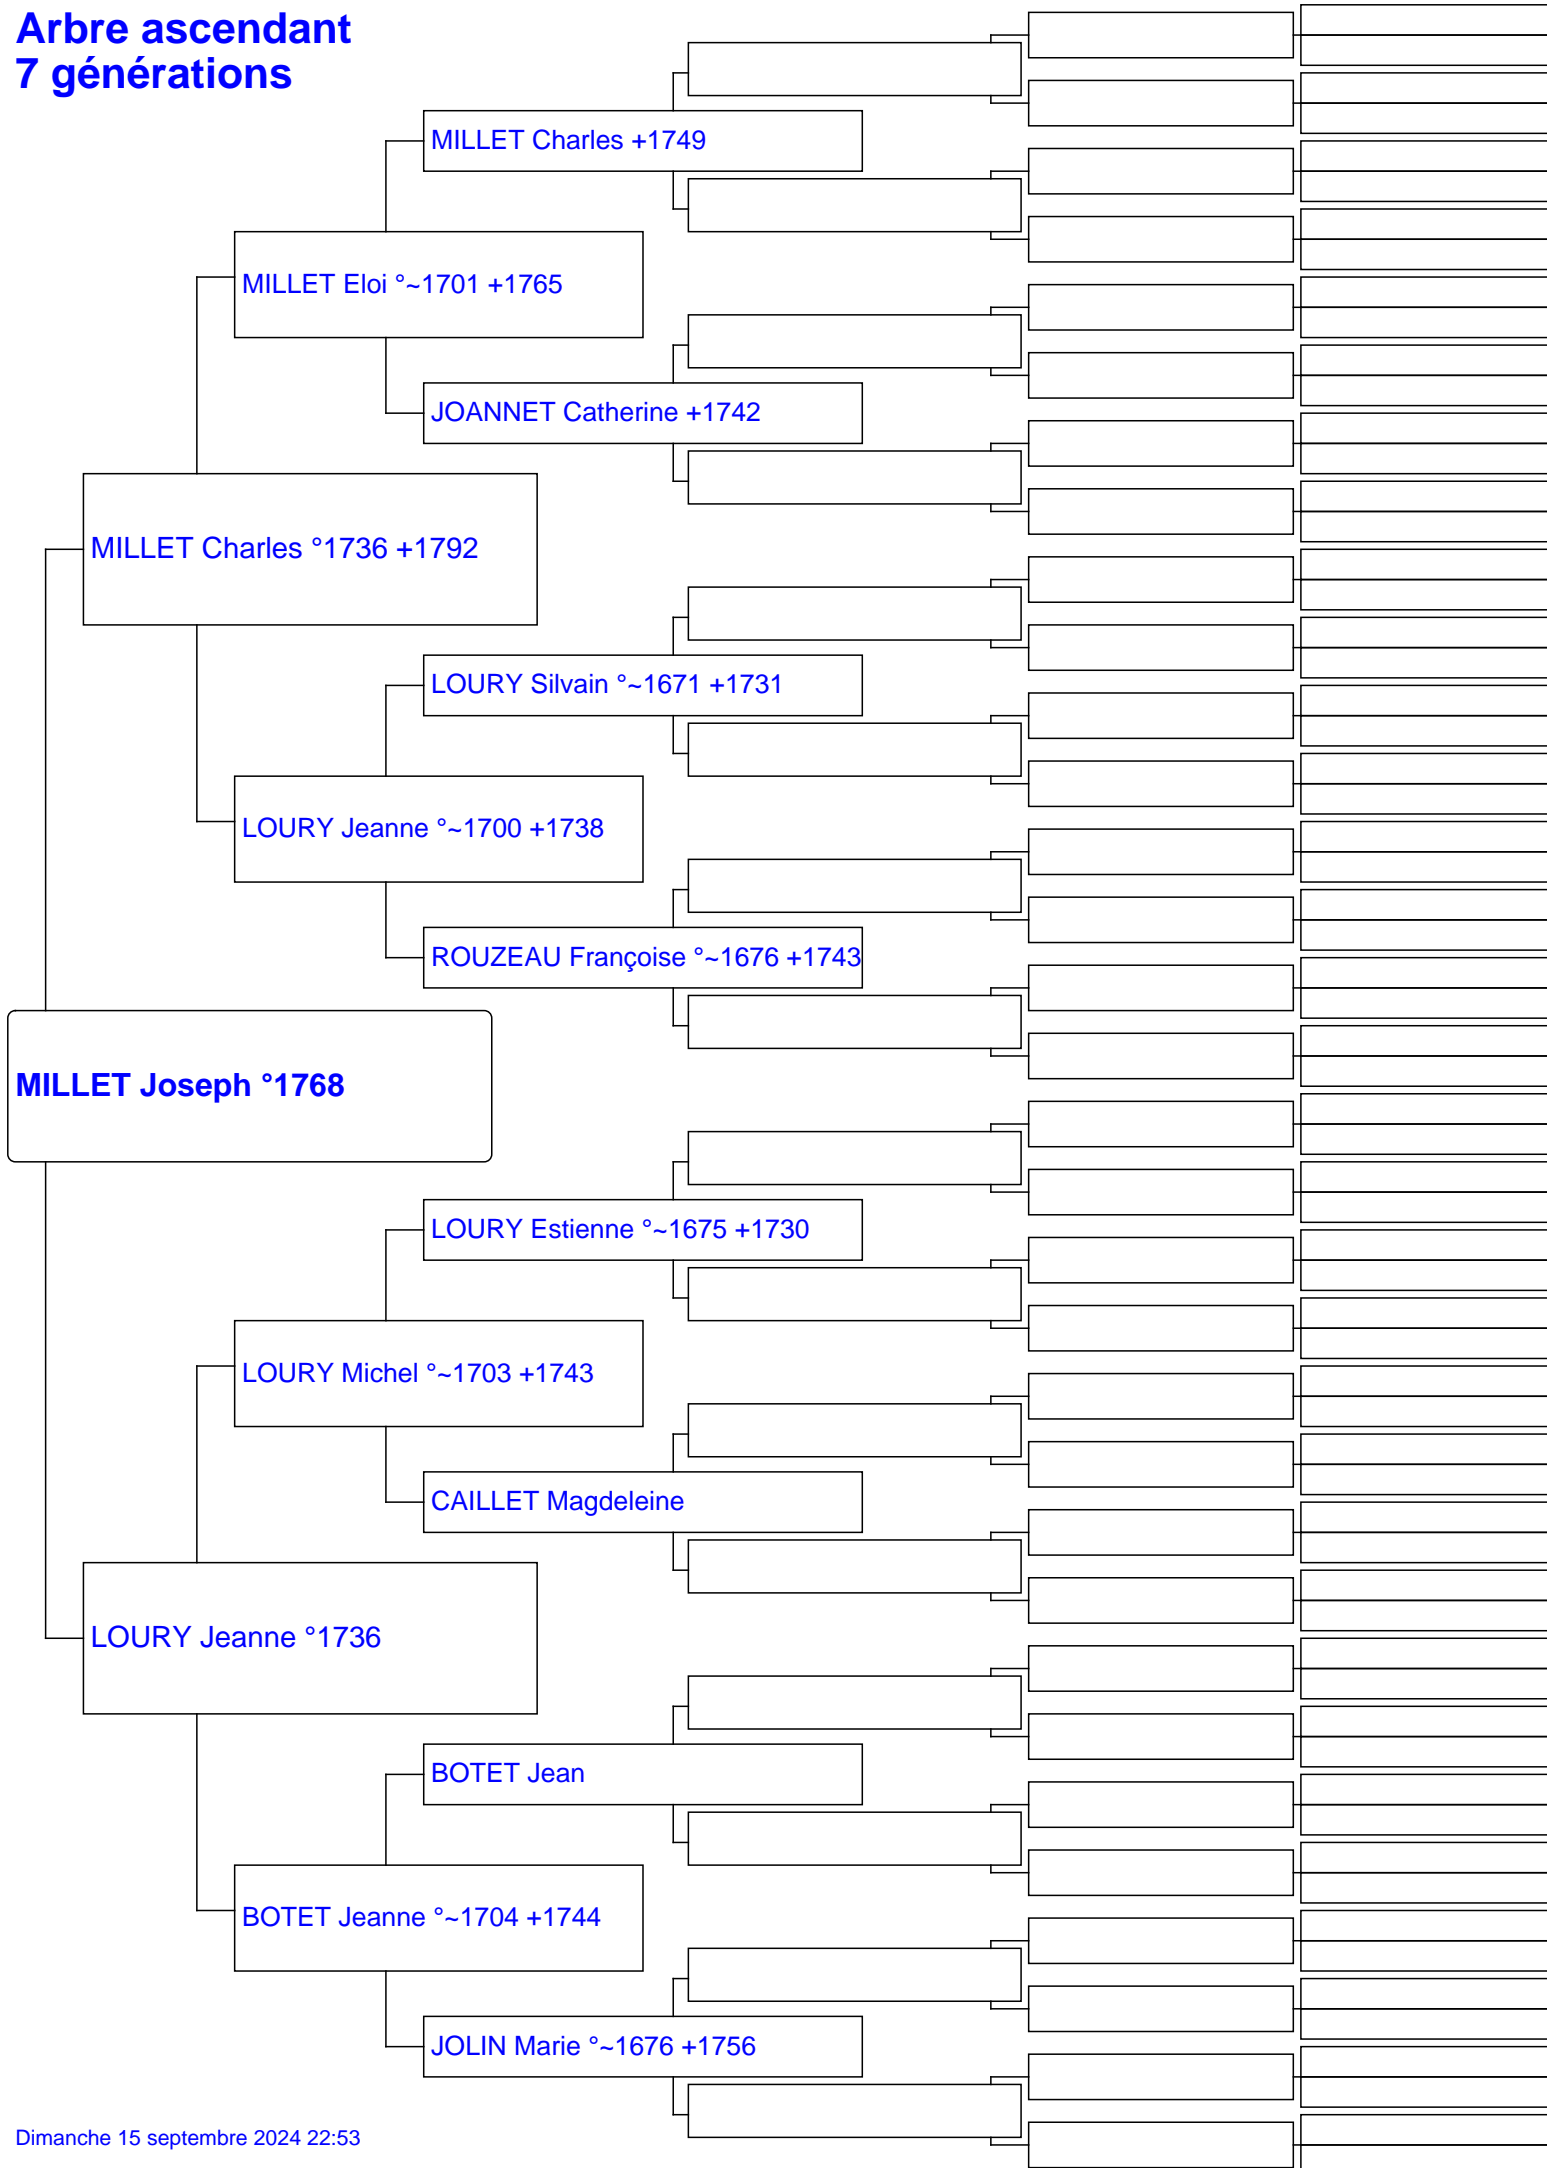 Arbre ascendant
7 générations
MILLET Charles +1749
MILLET Eloi °~1701 +1765
JOANNET Catherine +1742
MILLET Charles °1736 +1792
LOURY Silvain °~1671 +1731
LOURY Jeanne °~1700 +1738
ROUZEAU Françoise °~1676 +1743
MILLET Joseph °1768
LOURY Estienne °~1675 +1730
LOURY Michel °~1703 +1743
CAILLET Magdeleine
LOURY Jeanne °1736
BOTET Jean
BOTET Jeanne °~1704 +1744
JOLIN Marie °~1676 +1756
Dimanche 15 septembre 2024 22:53